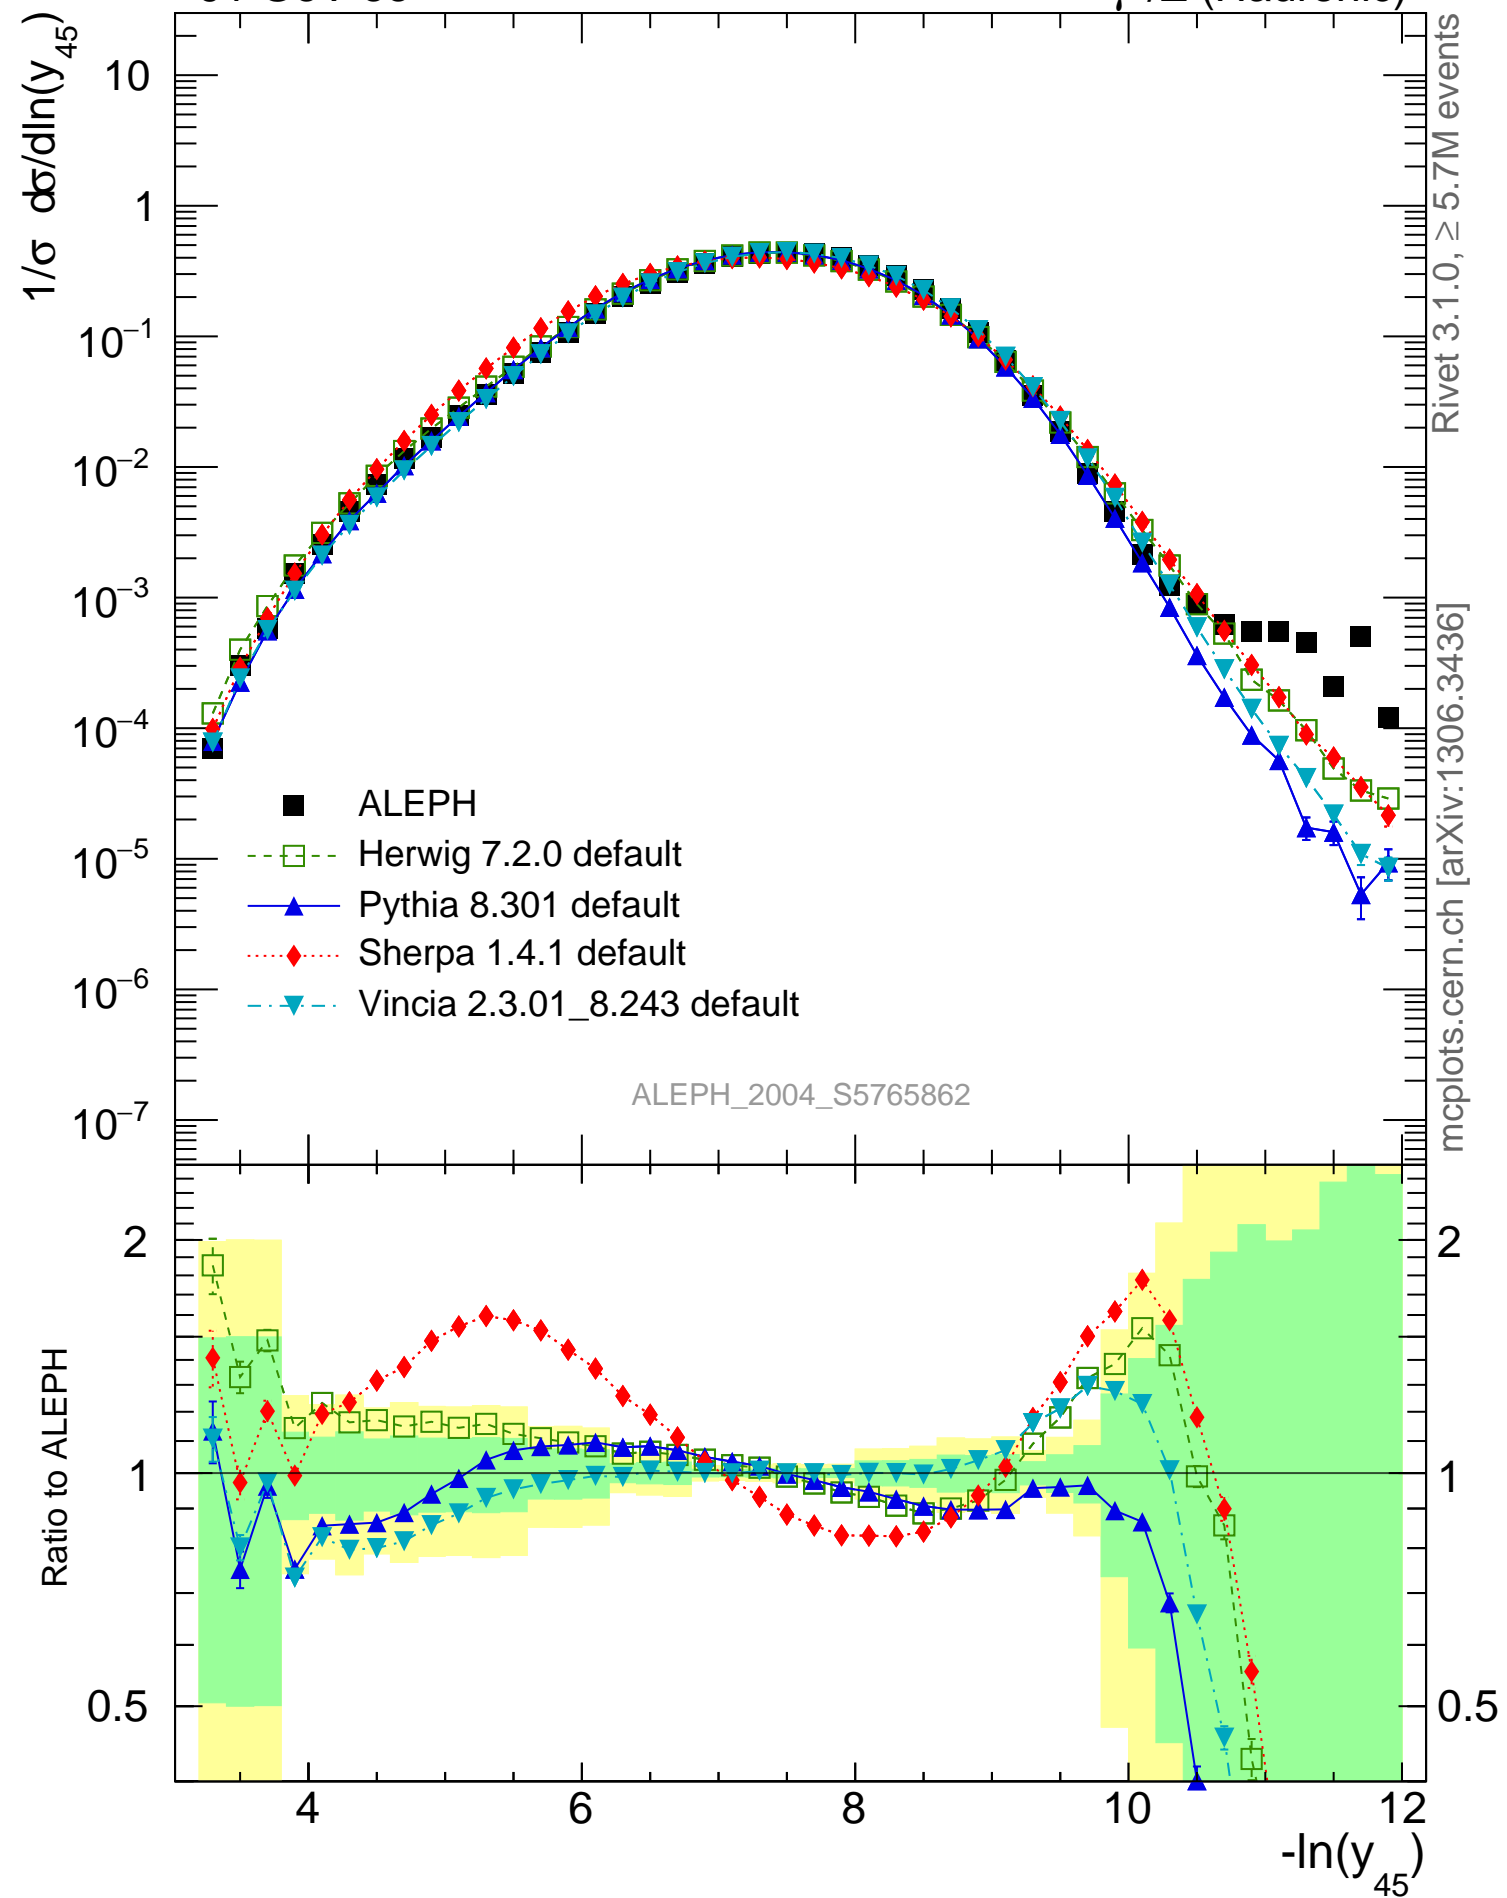 1/σ dσ/dln(y45)
10
1
10−1
10−2
10−3
10−4
10−5
10−6
10−7
ALEPH
Herwig 7.2.0 default
Pythia 8.301 default
Sherpa 1.4.1 default
Vincia 2.3.01_8.243 default
ALEPH_2004_S5765862
Rivet 3.1.0, ≥ 5.7M events
mcplots.cern.ch [arXiv:1306.3436]
Ratio to ALEPH
2
1
0.5
2
1
0.5
4 6 8 10 12
-ln(y45)